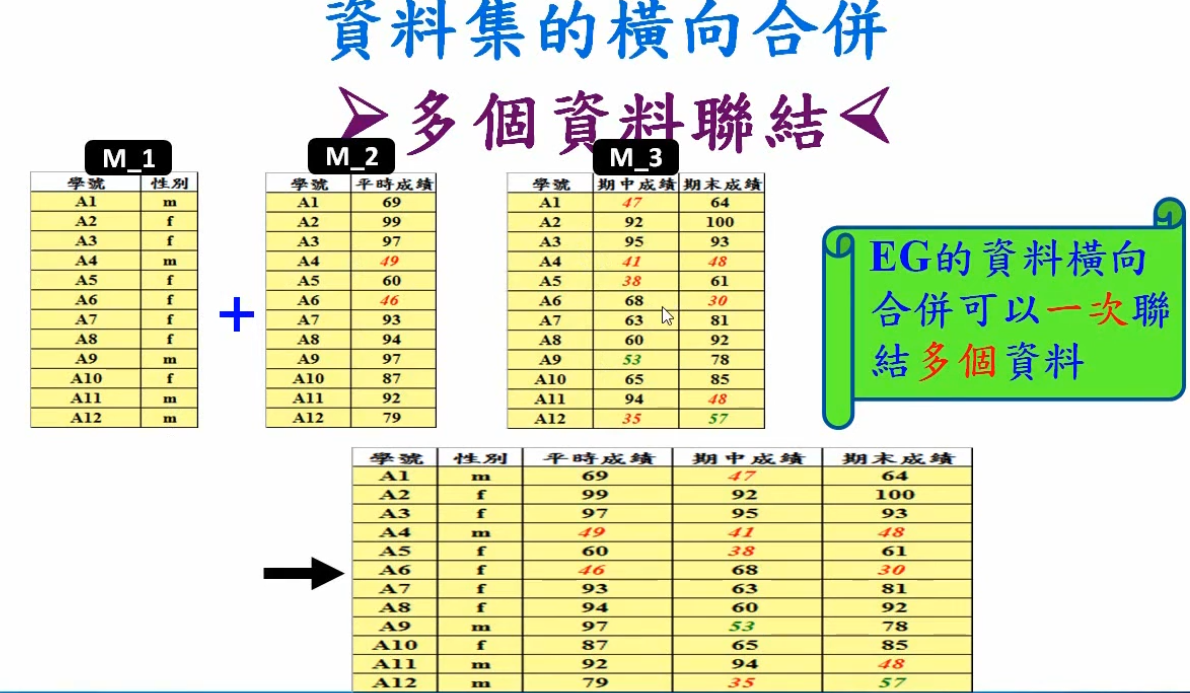 資料集的橫向合併
➤多個資料聯結
M_1
M_2
M_3
學號 性別
A1 m
A2 f
A3 f
A4 m
A5 f
A6 f
A7 f
A8 f
A9 m
A10 f
A11 m
A12 m
+
學號 平時成績
A1 69
A2 99
A3 97
A4 49
A5 60
A6 46
A7 93
A8 94
A9 97
A10 87
A11 92
A12 79
學號 期中成績 期末成績
A1 47 64
A2 92 100
A3 95 93
A4 41 48
A5 38 61
A6 68 30
A7 63 81
A8 60 92
A9 53 78
A10 65 85
A11 94 48
A12 35 57
EG的資料橫向
合併可以一次聯
結多個資料
學號 性別 平時成績 期中成績 期末成績
A1 m 69 47 64
A2 f 99 92 100
A3 f 97 95 93
A4 m 49 41 48
A5 f 60 38 61
A6 f 46 68 30
A7 f 93 63 81
A8 f 94 60 92
A9 m 97 53 78
A10 f 87 65 85
A11 m 92 94 48
A12 m 79 35 57